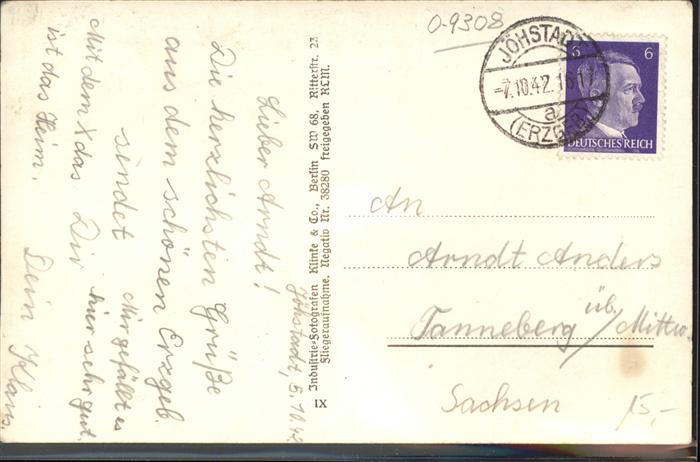 0-9308
JÖHSTADT
-7.10.42.16
a
(ERZGEB.)
6 6
DEUTSCHES REICH
An
Arndt Anders
Tanneberg
üb./Mittw.
Sachsen
15,-
Industrie-Fotografen Klinke & Co., Berlin SW 68, Ritterstr. 23
Fliegeraufnahme. Negativ Nr. 38280 freigegeben RLM.
IX
Jöhstadt, 5.10.42
Lieber Arndt!
Die herzlichsten Grüße
aus dem schönen Erzgeb.
sendet Dir
Mir gefällt es
hier sehr gut.
Mit dem X das
ist das Heim.
Dein Klaus.